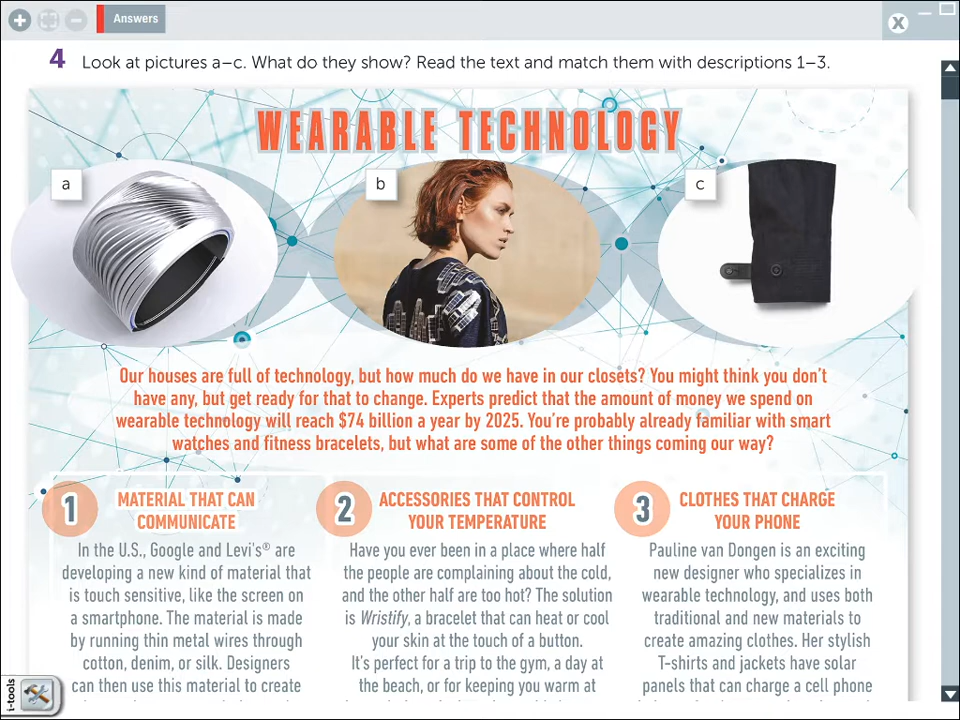 Answers
X
4 Look at pictures a–c. What do they show? Read the text and match them with descriptions 1–3.
WEARABLE TECHNOLOGY
a
b
c
Our houses are full of technology, but how much do we have in our closets? You might think you don't
have any, but get ready for that to change. Experts predict that the amount of money we spend on
wearable technology will reach $74 billion a year by 2025. You're probably already familiar with smart
watches and fitness bracelets, but what are some of the other things coming our way?
1 MATERIAL THAT CAN
COMMUNICATE
In the U.S., Google and Levi's® are
developing a new kind of material that
is touch sensitive, like the screen on
a smartphone. The material is made
by running thin metal wires through
cotton, denim, or silk. Designers
can then use this material to create
2 ACCESSORIES THAT CONTROL
YOUR TEMPERATURE
Have you ever been in a place where half
the people are complaining about the cold,
and the other half are too hot? The solution
is Wristify, a bracelet that can heat or cool
your skin at the touch of a button.
It's perfect for a trip to the gym, a day at
the beach, or for keeping you warm at
3 CLOTHES THAT CHARGE
YOUR PHONE
Pauline van Dongen is an exciting
new designer who specializes in
wearable technology, and uses both
traditional and new materials to
create amazing clothes. Her stylish
T-shirts and jackets have solar
panels that can charge a cell phone
i-tools